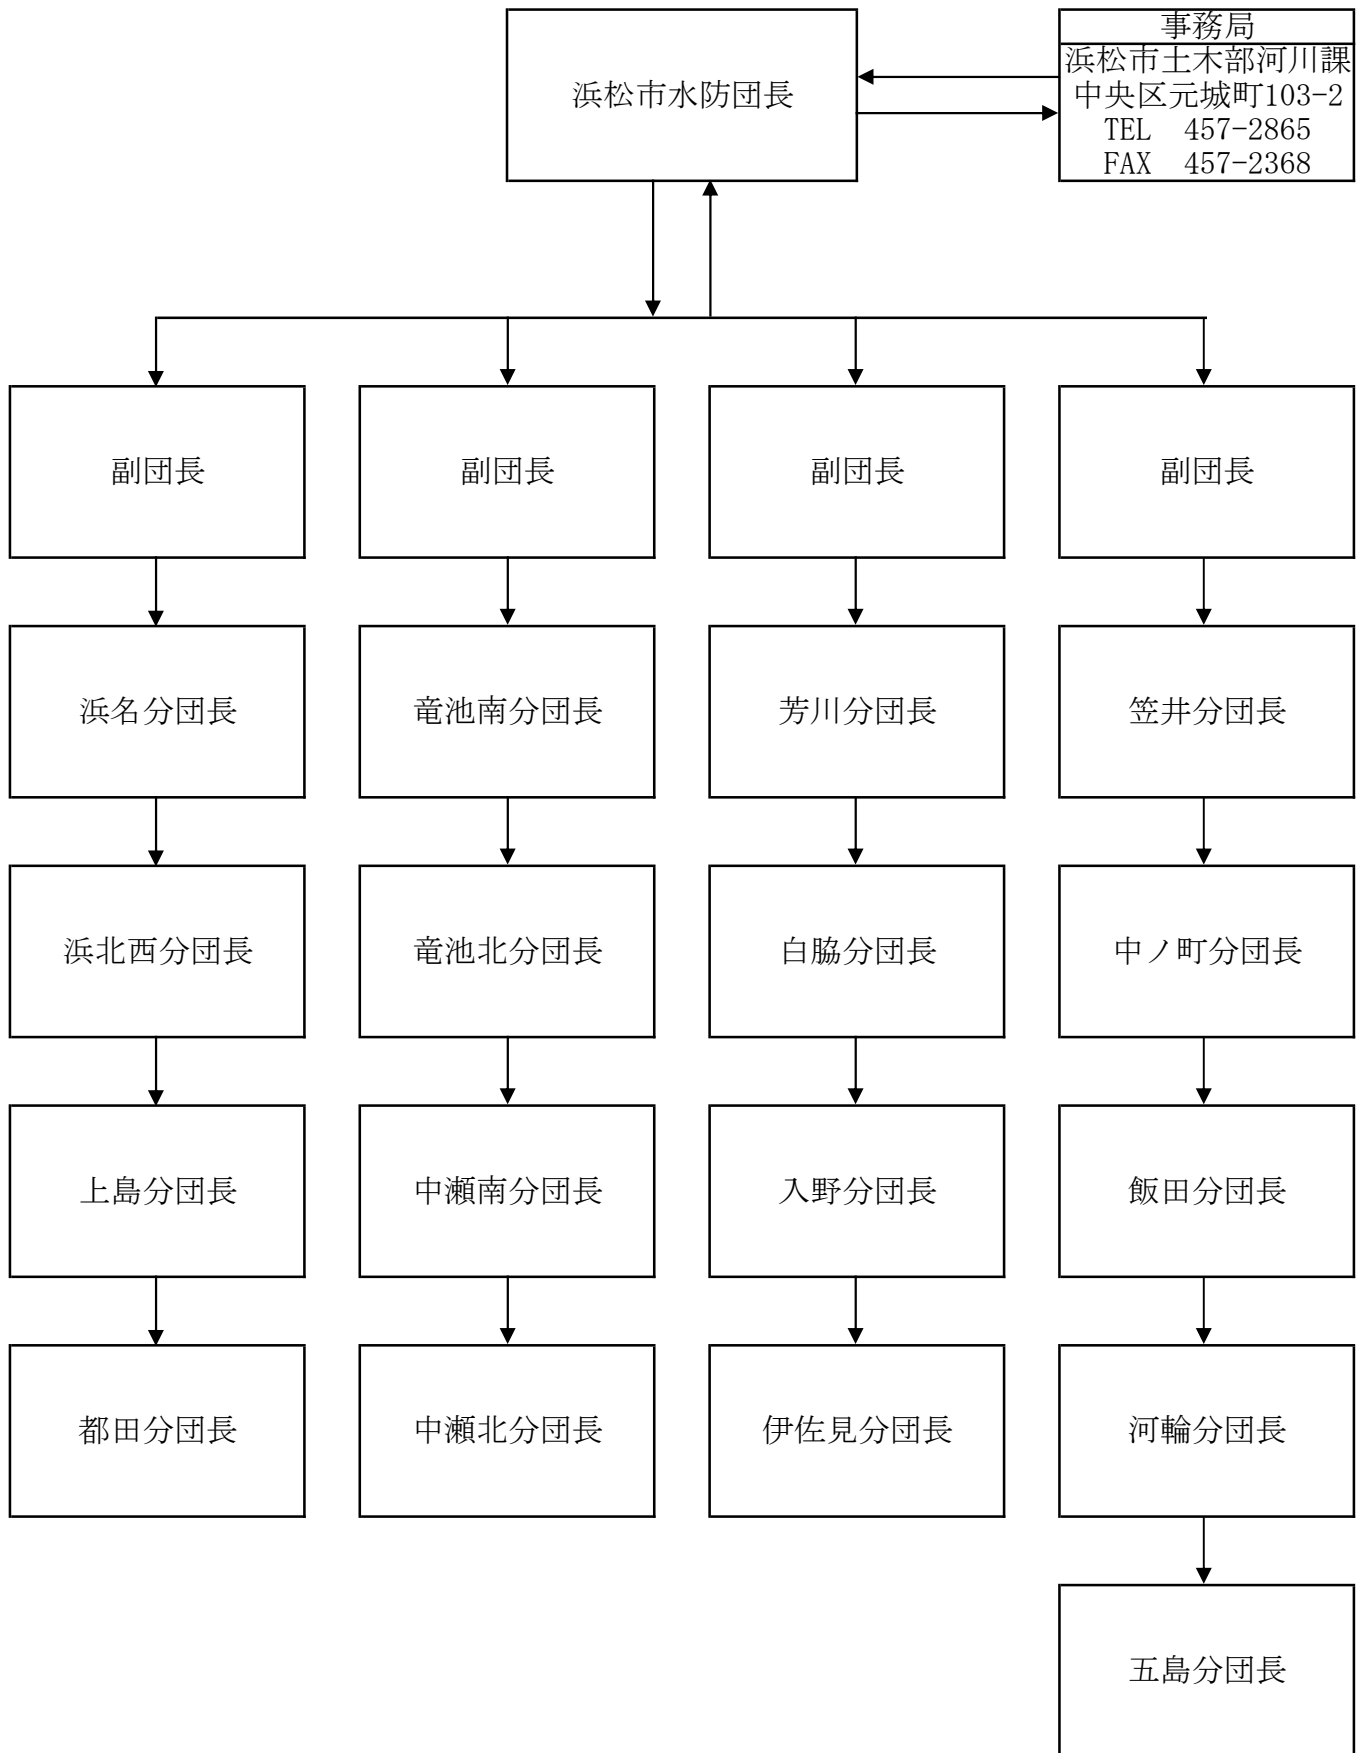 浜松市水防団長
事務局
浜松市土木部河川課
中央区元城町103-2
TEL　457-2865
FAX　457-2368
副団長
副団長
副団長
副団長
浜名分団長
竜池南分団長
芳川分団長
笠井分団長
浜北西分団長
竜池北分団長
白脇分団長
中ノ町分団長
上島分団長
中瀬南分団長
入野分団長
飯田分団長
都田分団長
中瀬北分団長
伊佐見分団長
河輪分団長
五島分団長